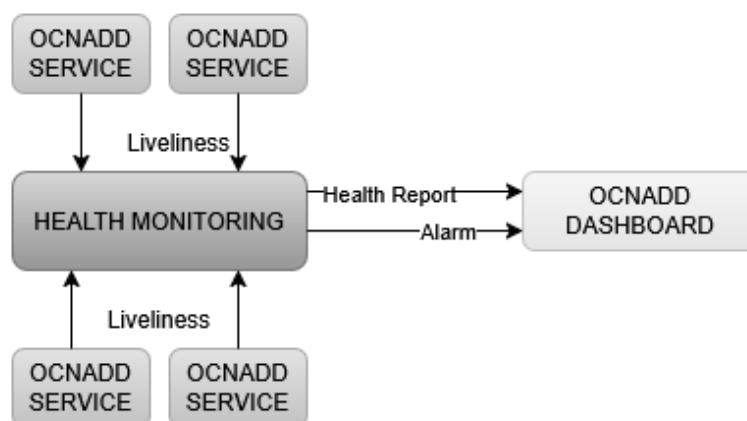 OCNADD
SERVICE
OCNADD
SERVICE
Liveliness
HEALTH MONITORING
Health Report
Alarm
OCNADD
DASHBOARD
Liveliness
OCNADD
SERVICE
OCNADD
SERVICE